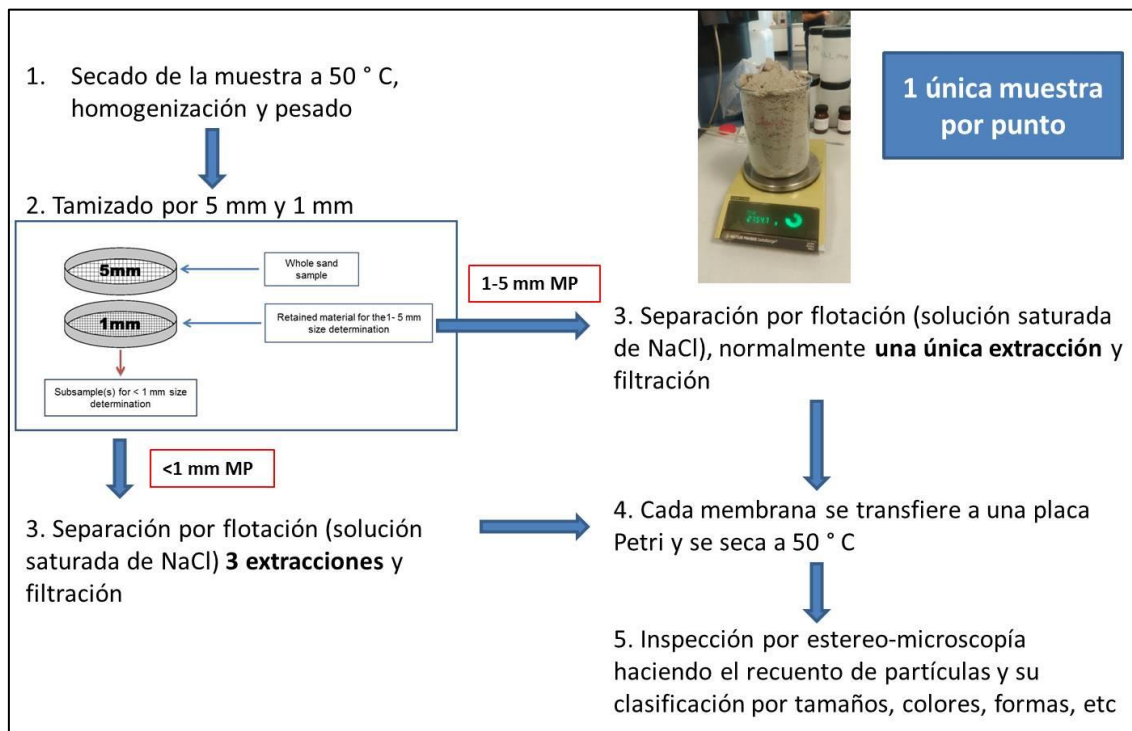 1. Secado de la muestra a 50 ° C,
homogenización y pesado
1 única muestra
por punto
2. Tamizado por 5 mm y 1 mm
5mm
Whole sand
sample
1mm
Retained material for the1- 5 mm
size determination
Subsample(s) for < 1 mm size
determination
1-5 mm MP
3. Separación por flotación (solución saturada
de NaCl), normalmente una única extracción y
filtración
<1 mm MP
3. Separación por flotación (solución
saturada de NaCl) 3 extracciones y
filtración
4. Cada membrana se transfiere a una placa
Petri y se seca a 50 ° C
5. Inspección por estereo-microscopía
haciendo el recuento de partículas y su
clasificación por tamaños, colores, formas, etc